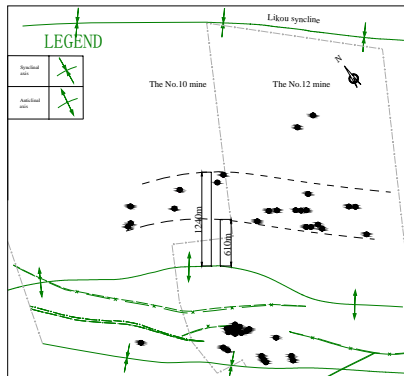 Likou syncline
LEGEND
Synclinal
axis
Anticlinal
axis
The No.10 mine
The No.12 mine
N
1240m
610m